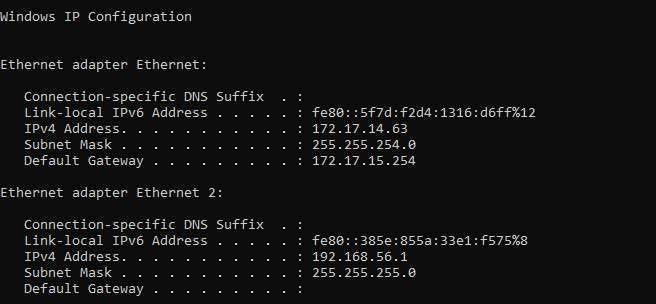 Windows IP Configuration
Ethernet adapter Ethernet:
Connection-specific DNS Suffix  . :
Link-local IPv6 Address . . . . . : fe80::5f7d:f2d4:1316:d6ff%12
IPv4 Address. . . . . . . . . . . : 172.17.14.63
Subnet Mask . . . . . . . . . . . : 255.255.254.0
Default Gateway . . . . . . . . . : 172.17.15.254
Ethernet adapter Ethernet 2:
Connection-specific DNS Suffix  . :
Link-local IPv6 Address . . . . . : fe80::385e:855a:33e1:f575%8
IPv4 Address. . . . . . . . . . . : 192.168.56.1
Subnet Mask . . . . . . . . . . . : 255.255.255.0
Default Gateway . . . . . . . . . :